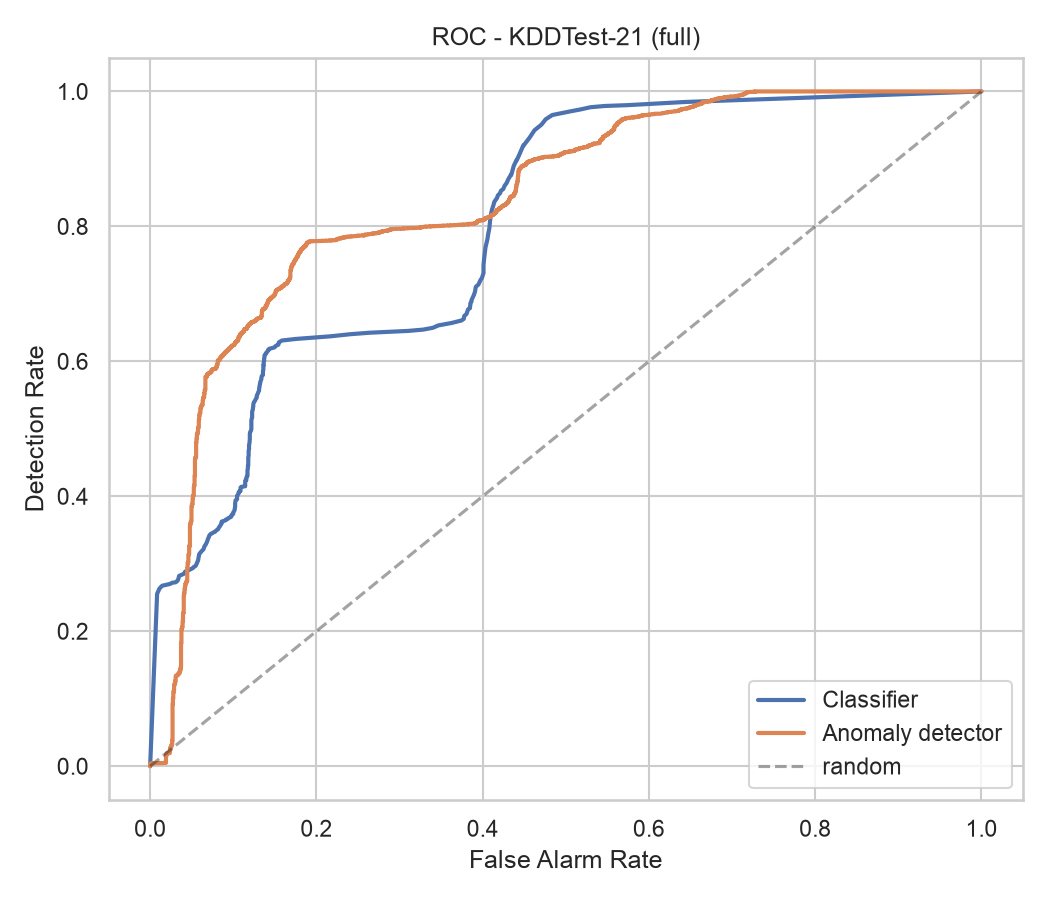 ROC - KDDTest-21 (full)
Detection Rate
1.0
0.8
0.6
0.4
0.2
0.0
0.0 0.2 0.4 0.6 0.8 1.0
False Alarm Rate
Classifier
Anomaly detector
random